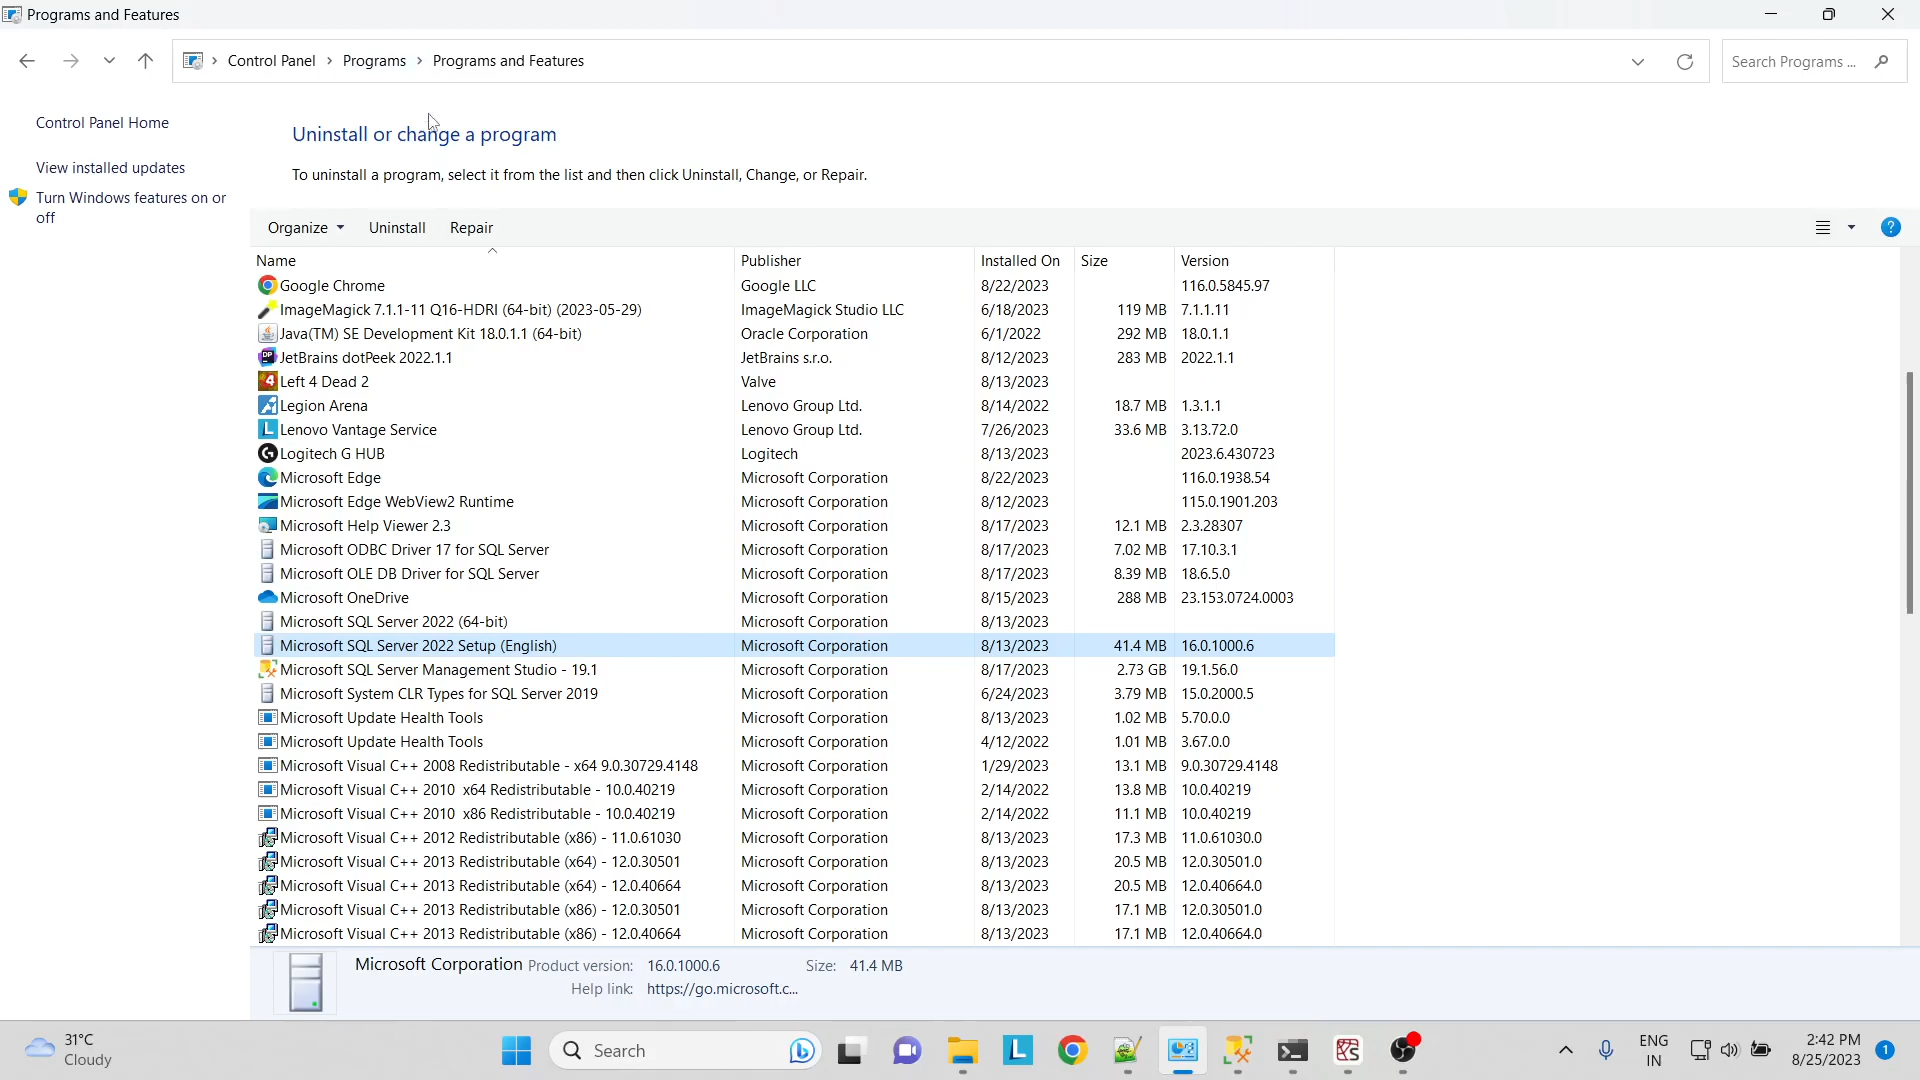 Programs and Features
Control Panel › Programs › Programs and Features
Search Programs ...
Control Panel Home
View installed updates
Turn Windows features on or
off
Uninstall or change a program
To uninstall a program, select it from the list and then click Uninstall, Change, or Repair.
Organize Uninstall Repair
Name Publisher Installed On Size Version
Google Chrome Google LLC 8/22/2023 116.0.5845.97
ImageMagick 7.1.1-11 Q16-HDRI (64-bit) (2023-05-29) ImageMagick Studio LLC 6/18/2023 119 MB 7.1.1.11
Java(TM) SE Development Kit 18.0.1.1 (64-bit) Oracle Corporation 6/1/2022 292 MB 18.0.1.1
JetBrains dotPeek 2022.1.1 JetBrains s.r.o. 8/12/2023 283 MB 2022.1.1
Left 4 Dead 2 Valve 8/13/2023
Legion Arena Lenovo Group Ltd. 8/14/2022 18.7 MB 1.3.1.1
Lenovo Vantage Service Lenovo Group Ltd. 7/26/2023 33.6 MB 3.13.72.0
Logitech G HUB Logitech 8/13/2023 2023.6.430723
Microsoft Edge Microsoft Corporation 8/22/2023 116.0.1938.54
Microsoft Edge WebView2 Runtime Microsoft Corporation 8/12/2023 115.0.1901.203
Microsoft Help Viewer 2.3 Microsoft Corporation 8/17/2023 12.1 MB 2.3.28307
Microsoft ODBC Driver 17 for SQL Server Microsoft Corporation 8/17/2023 7.02 MB 17.10.3.1
Microsoft OLE DB Driver for SQL Server Microsoft Corporation 8/17/2023 8.39 MB 18.6.5.0
Microsoft OneDrive Microsoft Corporation 8/15/2023 288 MB 23.153.0724.0003
Microsoft SQL Server 2022 (64-bit) Microsoft Corporation 8/13/2023
Microsoft SQL Server 2022 Setup (English) Microsoft Corporation 8/13/2023 41.4 MB 16.0.1000.6
Microsoft SQL Server Management Studio - 19.1 Microsoft Corporation 8/17/2023 2.73 GB 19.1.56.0
Microsoft System CLR Types for SQL Server 2019 Microsoft Corporation 6/24/2023 3.79 MB 15.0.2000.5
Microsoft Update Health Tools Microsoft Corporation 8/13/2023 1.02 MB 5.70.0.0
Microsoft Update Health Tools Microsoft Corporation 4/12/2022 1.01 MB 3.67.0.0
Microsoft Visual C++ 2008 Redistributable - x64 9.0.30729.4148 Microsoft Corporation 1/29/2023 13.1 MB 9.0.30729.4148
Microsoft Visual C++ 2010 x64 Redistributable - 10.0.40219 Microsoft Corporation 2/14/2022 13.8 MB 10.0.40219
Microsoft Visual C++ 2010 x86 Redistributable - 10.0.40219 Microsoft Corporation 2/14/2022 11.1 MB 10.0.40219
Microsoft Visual C++ 2012 Redistributable (x86) - 11.0.61030 Microsoft Corporation 8/13/2023 17.3 MB 11.0.61030.0
Microsoft Visual C++ 2013 Redistributable (x64) - 12.0.30501 Microsoft Corporation 8/13/2023 20.5 MB 12.0.30501.0
Microsoft Visual C++ 2013 Redistributable (x64) - 12.0.40664 Microsoft Corporation 8/13/2023 20.5 MB 12.0.40664.0
Microsoft Visual C++ 2013 Redistributable (x86) - 12.0.30501 Microsoft Corporation 8/13/2023 17.1 MB 12.0.30501.0
Microsoft Visual C++ 2013 Redistributable (x86) - 12.0.40664 Microsoft Corporation 8/13/2023 17.1 MB 12.0.40664.0
Microsoft Corporation Product version: 16.0.1000.6 Size: 41.4 MB
Help link: https://go.microsoft.c...
31°C
Cloudy
Search
ENG
IN
2:42 PM
8/25/2023
1